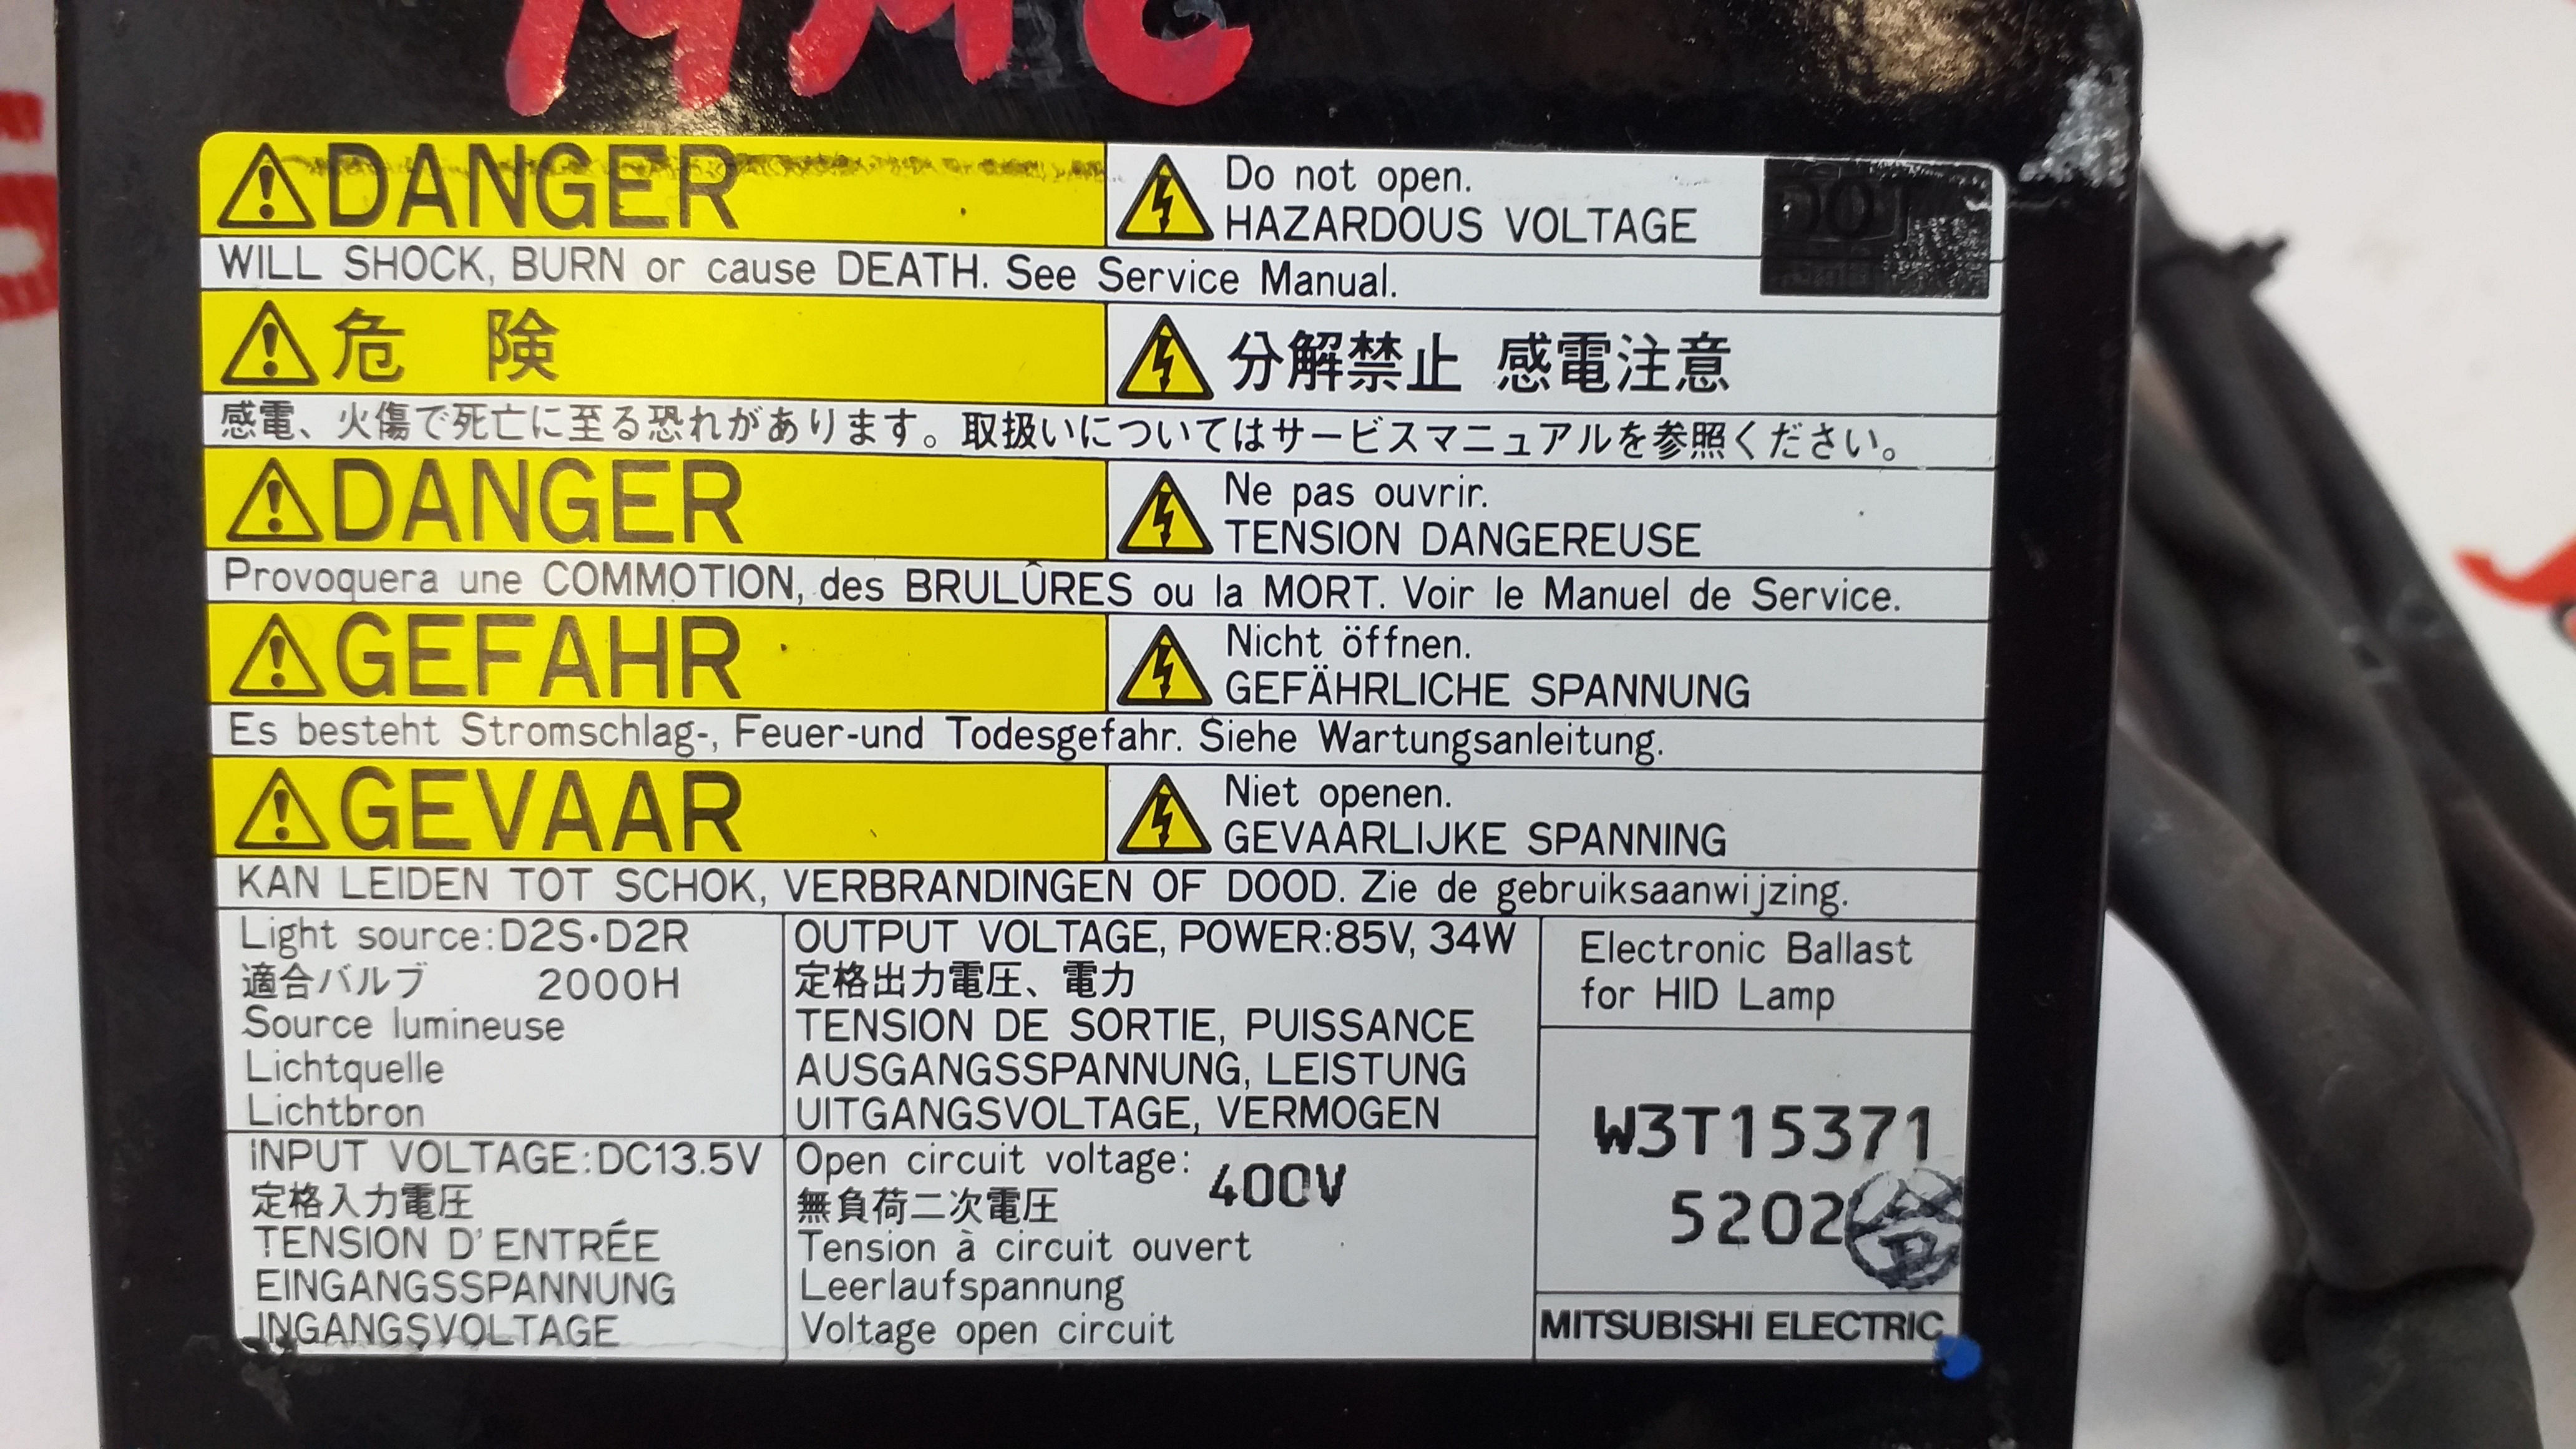 MMC
DANGER
Do not open.
HAZARDOUS VOLTAGE
DOT
WILL SHOCK, BURN or cause DEATH. See Service Manual.
危 険
分解禁止 感電注意
感電、火傷で死亡に至る恐れがあります。取扱いについてはサービスマニュアルを参照ください。
DANGER
Ne pas ouvrir.
TENSION DANGEREUSE
Provoquera une COMMOTION, des BRULÛRES ou la MORT. Voir le Manuel de Service.
GEFAHR
Nicht öffnen.
GEFÄHRLICHE SPANNUNG
Es besteht Stromschlag-, Feuer-und Todesgefahr. Siehe Wartungsanleitung.
GEVAAR
Niet openen.
GEVAARLIJKE SPANNING
KAN LEIDEN TOT SCHOK, VERBRANDINGEN OF DOOD. Zie de gebruiksaanwijzing.
Light source:D2S·D2R
適合バルブ 2000H
Source lumineuse
Lichtquelle
Lichtbron
OUTPUT VOLTAGE, POWER:85V, 34W
定格出力電圧、電力
TENSION DE SORTIE, PUISSANCE
AUSGANGSSPANNUNG, LEISTUNG
UITGANGSVOLTAGE, VERMOGEN
Electronic Ballast
for HID Lamp
INPUT VOLTAGE:DC13.5V
定格入力電圧
TENSION D'ENTRÉE
EINGANGSSPANNUNG
INGANGSVOLTAGE
Open circuit voltage: 400V
無負荷二次電圧
Tension à circuit ouvert
Leerlaufspannung
Voltage open circuit
W3T15371
5202
MITSUBISHI ELECTRIC